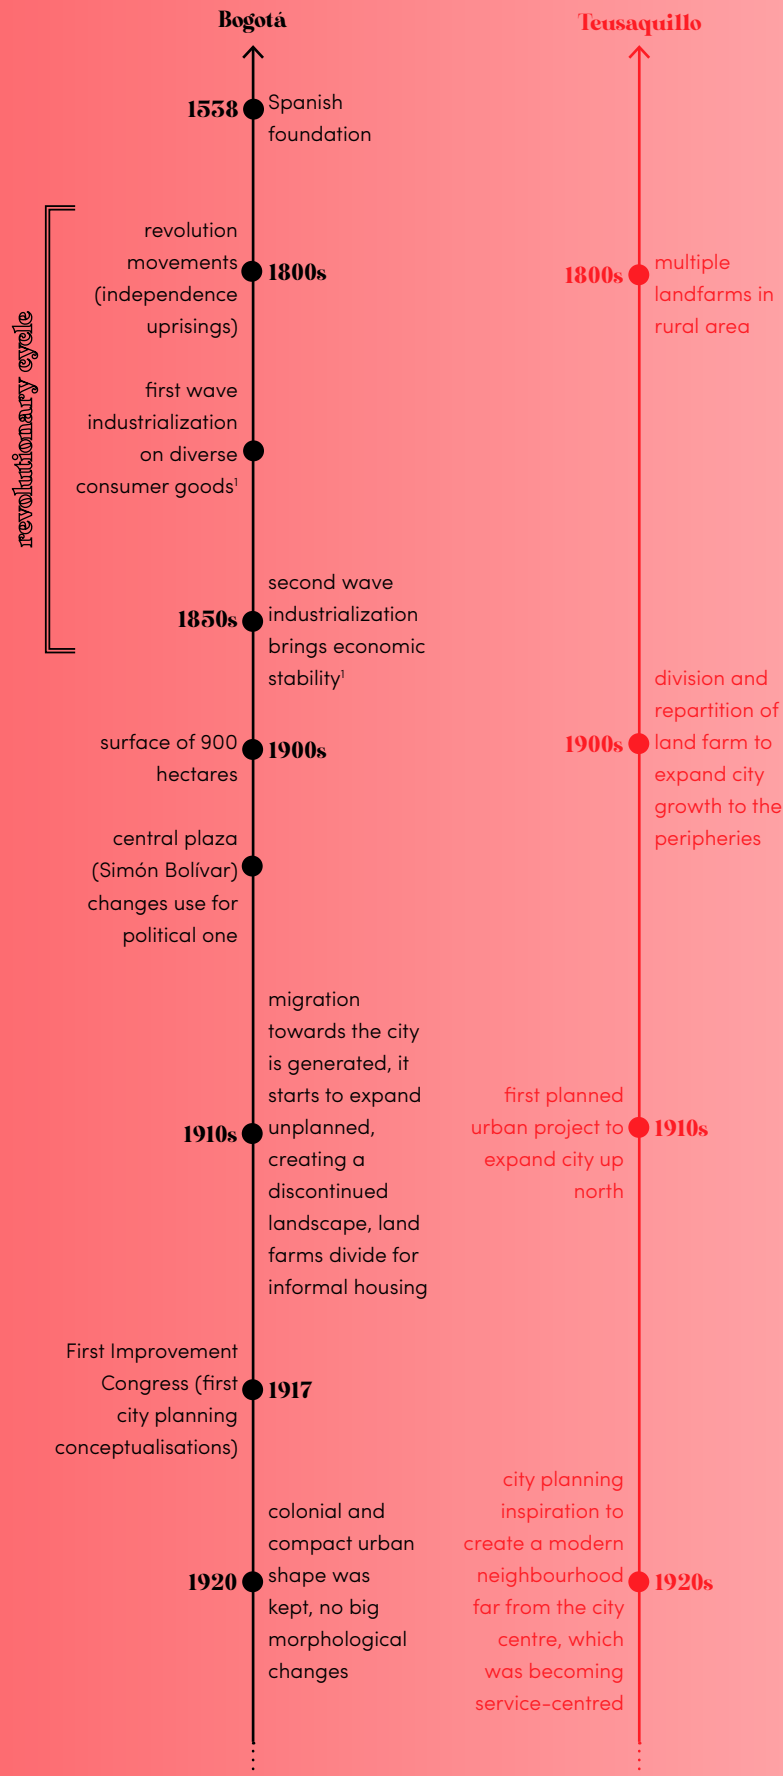 Bogotá
1538
Spanish
foundation
revolutionary cycle
revolution
movements
(independence
uprisings)
1800s
first wave
industrialization
on diverse
consumer goods¹
1850s
second wave
industrialization
brings economic
stability¹
surface of 900
hectares
1900s
central plaza
(Simón Bolívar)
changes use for
political one
1910s
migration
towards the city
is generated, it
starts to expand
unplanned,
creating a
discontinued
landscape, land
farms divide for
informal housing
First Improvement
Congress (first
city planning
conceptualisations)
1917
1920
colonial and
compact urban
shape was
kept, no big
morphological
changes
Teusaquillo
1800s
multiple
landfarms in
rural area
1900s
division and
repartition of
land farm to
expand city
growth to the
peripheries
first planned
urban project to
expand city up
north
1910s
city planning
inspiration to
create a modern
neighbourhood
far from the city
centre, which
was becoming
service-centred
1920s